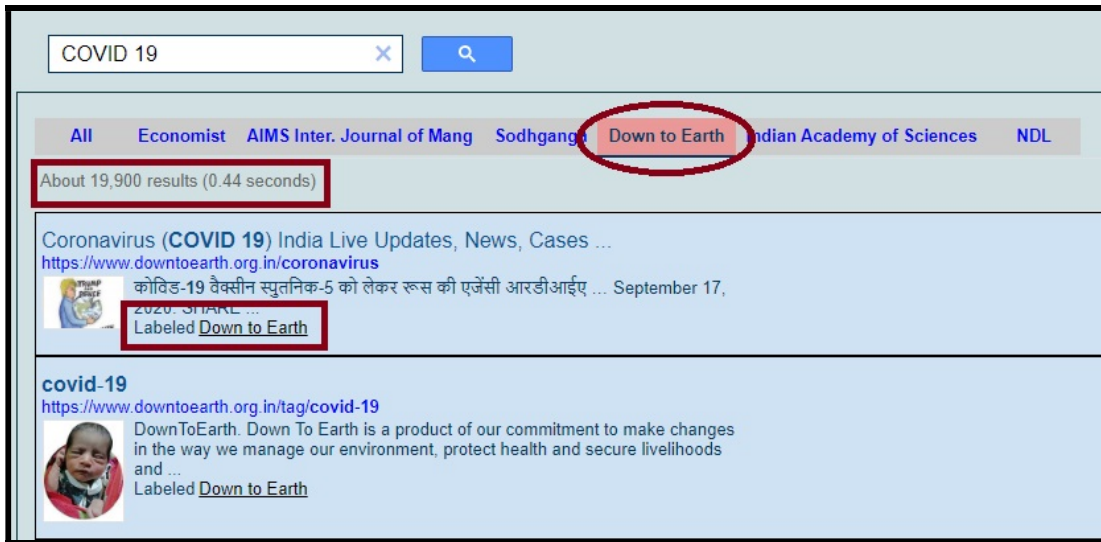 COVID 19
All Economist AIMS Inter. Journal of Mang Sodhganga Down to Earth Indian Academy of Sciences NDL
About 19,900 results (0.44 seconds)
Coronavirus (COVID 19) India Live Updates, News, Cases ...
https://www.downtoearth.org.in/coronavirus
कोविड-19 वैक्सीन स्पुतनिक-5 को लेकर रूस की एजेंसी आरडीआईए ... September 17,
2020. SHARE ...
Labeled Down to Earth
covid-19
https://www.downtoearth.org.in/tag/covid-19
DownToEarth. Down To Earth is a product of our commitment to make changes
in the way we manage our environment, protect health and secure livelihoods
and ...
Labeled Down to Earth